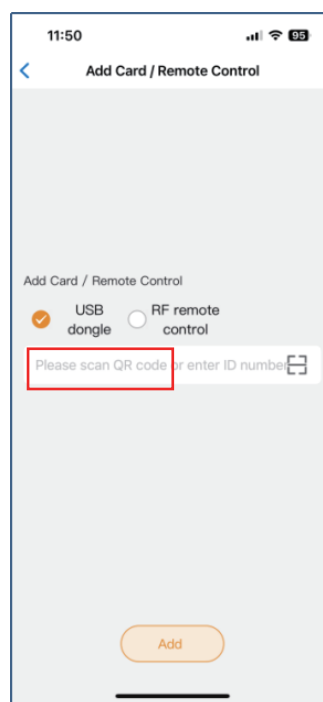 11:50
95
Add Card / Remote Control
Add Card / Remote Control
USB dongle
RF remote control
Please scan QR code or enter ID number
Add